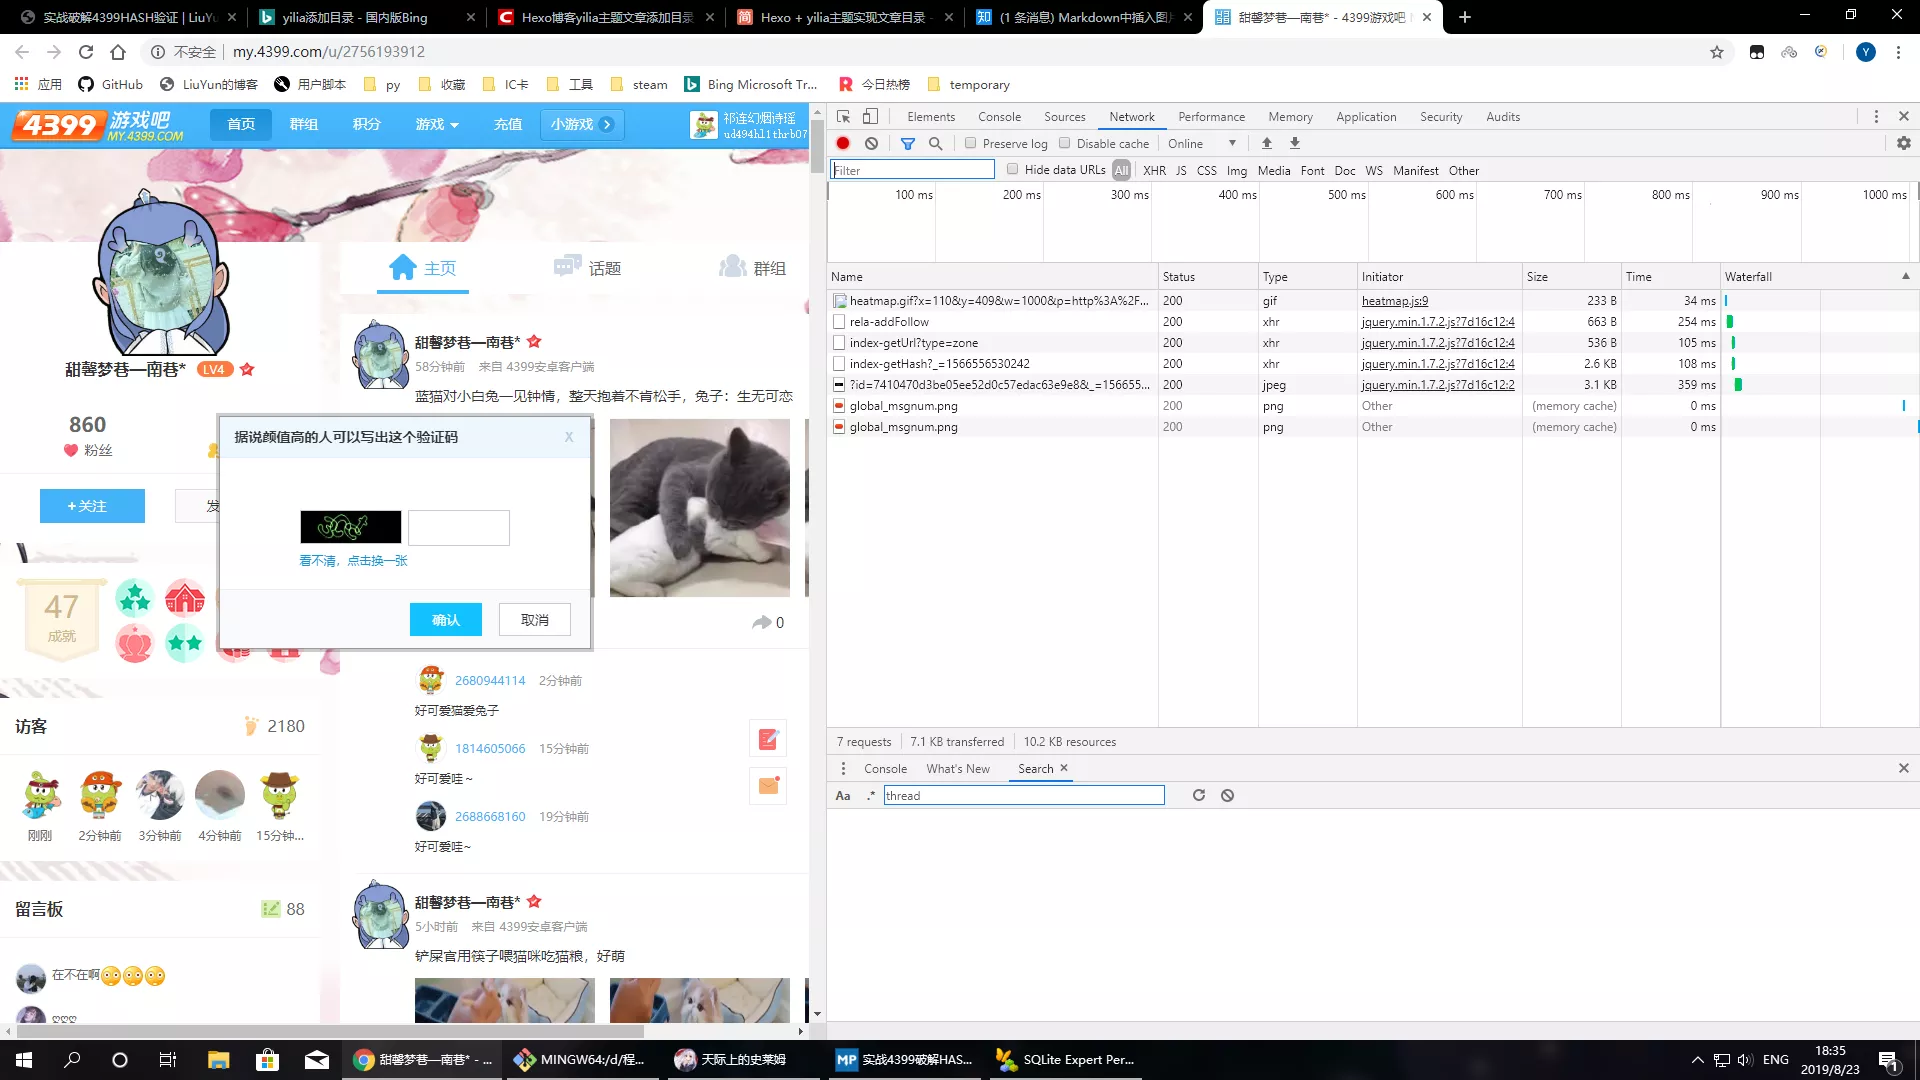 实战破解4399HASH验证 | LiuYu
yilia添加目录 - 国内版Bing
Hexo博客yilia主题文章添加目录
Hexo + yilia主题实现文章目录 -
(1 条消息) Markdown中插入图片
甜馨梦巷—南巷* - 4399游戏吧
不安全
my.4399.com/u/2756193912
应用
GitHub
LiuYun的博客
用户脚本
py
收藏
IC卡
工具
steam
Bing Microsoft Tr...
今日热榜
temporary
4399 游戏吧
MY.4399.COM
首页
群组
积分
游戏
充值
小游戏
祁连幻烟诗瑶
ud494hl1thrb07
主页
话题
群组
甜馨梦巷—南巷*
LV4
860
粉丝
+关注
发
47
成就
甜馨梦巷—南巷*
58分钟前 来自 4399安卓客户端
蓝猫对小白兔一见钟情，整天抱着不肯松手，兔子：生无可恋
据说颜值高的人可以写出这个验证码
X
看不清，点击换一张
确认
取消
0
2680944114 2分钟前
好可爱猫爱兔子
1814605066 15分钟前
好可爱哇~
2688668160 19分钟前
好可爱哇~
访客
2180
刚刚
2分钟前
3分钟前
4分钟前
15分钟...
留言板
88
在不在啊
甜馨梦巷—南巷*
5小时前 来自 4399安卓客户端
铲屎官用筷子喂猫咪吃猫粮，好萌
Elements
Console
Sources
Network
Performance
Memory
Application
Security
Audits
Preserve log
Disable cache
Online
Filter
Hide data URLs
All
XHR
JS
CSS
Img
Media
Font
Doc
WS
Manifest
Other
100 ms
200 ms
300 ms
400 ms
500 ms
600 ms
700 ms
800 ms
900 ms
1000 ms
Name Status Type Initiator Size Time Waterfall
heatmap.gif?x=110&y=409&w=1000&p=http%3A%2F... 200 gif heatmap.js:9 233 B 34 ms
rela-addFollow 200 xhr jquery.min.1.7.2.js?7d16c12:4 663 B 254 ms
index-getUrl?type=zone 200 xhr jquery.min.1.7.2.js?7d16c12:4 536 B 105 ms
index-getHash?_=1566556530242 200 xhr jquery.min.1.7.2.js?7d16c12:4 2.6 KB 108 ms
?id=7410470d3be05ee52d0c57edac63e9e8&_=156655... 200 jpeg jquery.min.1.7.2.js?7d16c12:2 3.1 KB 359 ms
global_msgnum.png 200 png Other (memory cache) 0 ms
global_msgnum.png 200 png Other (memory cache) 0 ms
7 requests
7.1 KB transferred
10.2 KB resources
Console
What's New
Search
Aa
.*
thread
甜馨梦巷—南巷* - ...
MINGW64:/d/程...
天际上的史莱姆
MP 实战4399破解HAS...
SQLite Expert Per...
ENG
18:35
2019/8/23
1